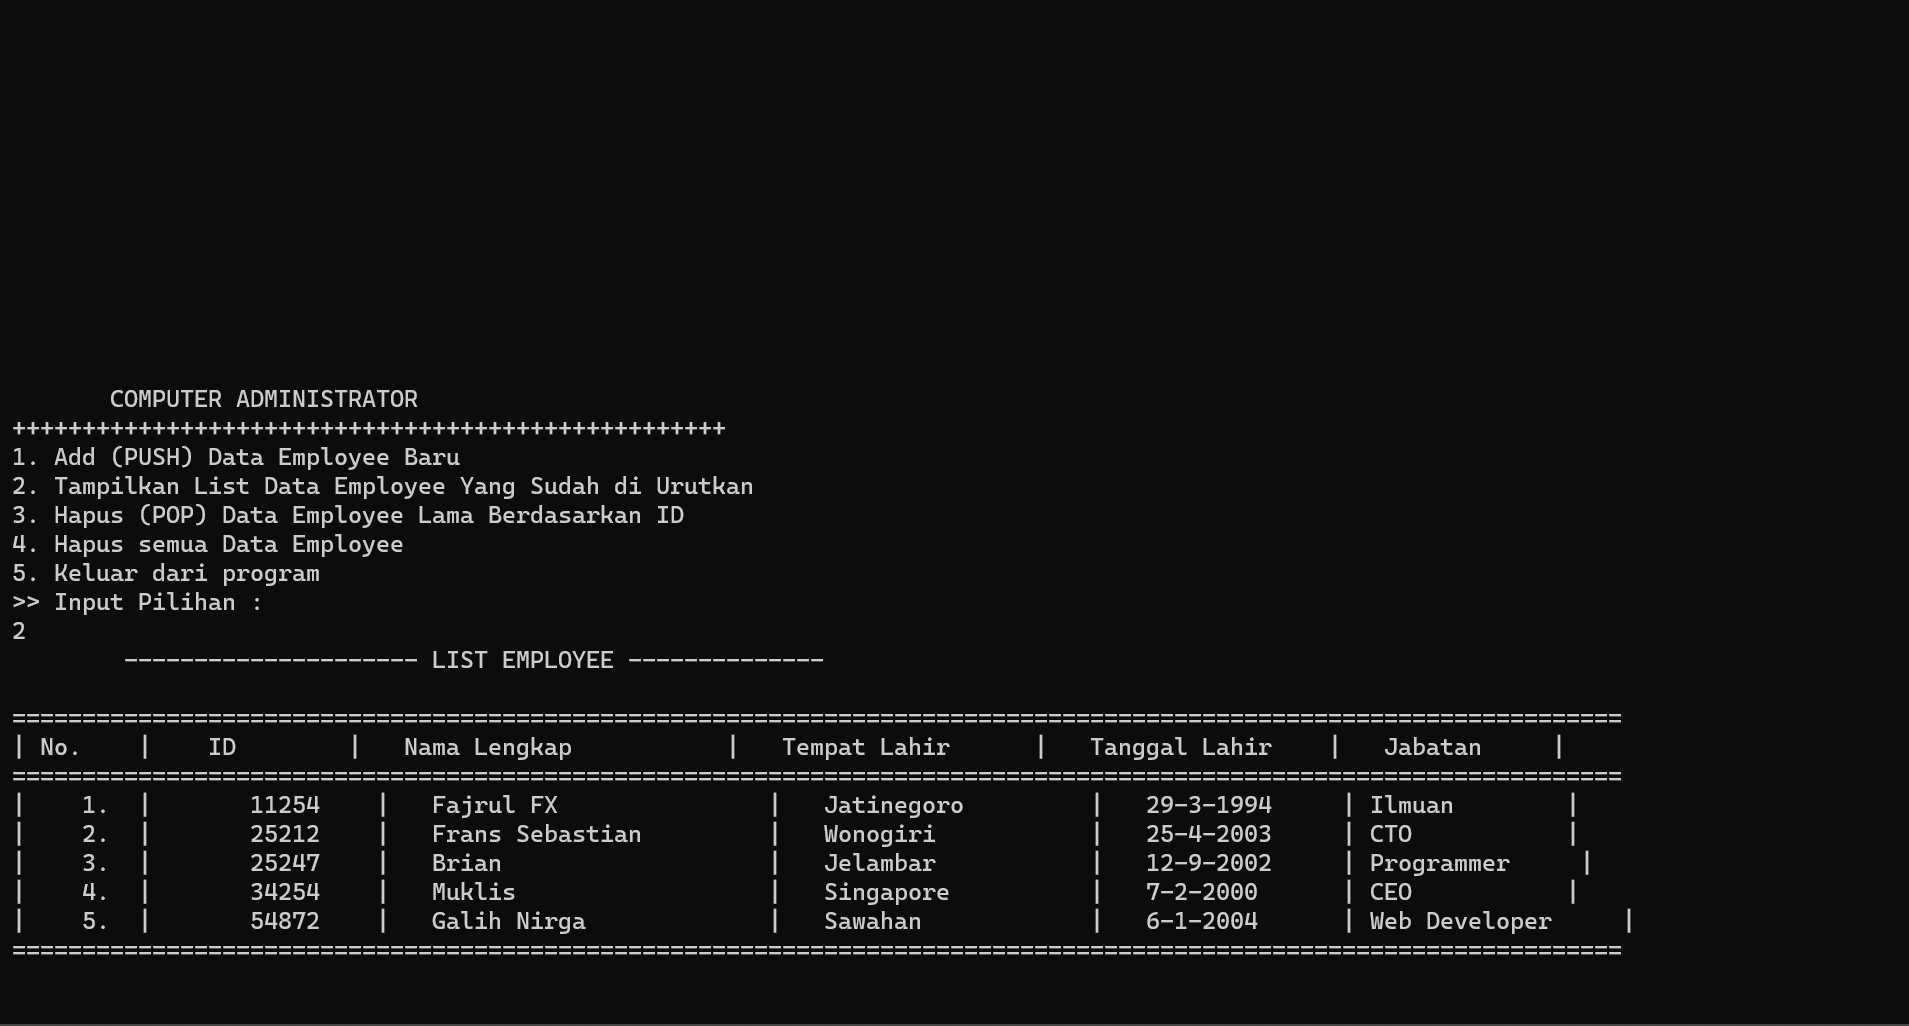 COMPUTER ADMINISTRATOR
+++++++++++++++++++++++++++++++++++++++++++++++++++
1. Add (PUSH) Data Employee Baru
2. Tampilkan List Data Employee Yang Sudah di Urutkan
3. Hapus (POP) Data Employee Lama Berdasarkan ID
4. Hapus semua Data Employee
5. Keluar dari program
>> Input Pilihan :
2
--------------------- LIST EMPLOYEE --------------
===================================================================================================================
| No. | ID | Nama Lengkap | Tempat Lahir | Tanggal Lahir | Jabatan |
===================================================================================================================
| 1. | 11254 | Fajrul FX | Jatinegoro | 29-3-1994 | Ilmuan |
| 2. | 25212 | Frans Sebastian | Wonogiri | 25-4-2003 | CTO |
| 3. | 25247 | Brian | Jelambar | 12-9-2002 | Programmer |
| 4. | 34254 | Muklis | Singapore | 7-2-2000 | CEO |
| 5. | 54872 | Galih Nirga | Sawahan | 6-1-2004 | Web Developer |
===================================================================================================================